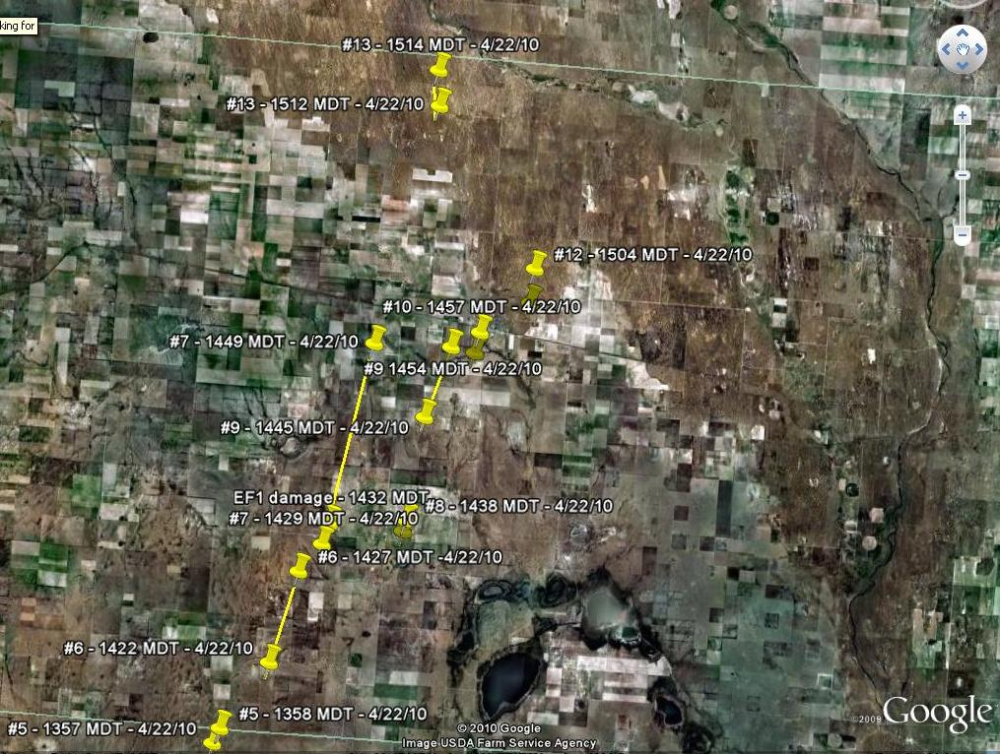 king for
#13 - 1514 MDT - 4/22/10
#13 - 1512 MDT - 4/22/10
#12 - 1504 MDT - 4/22/10
#10 - 1457 MDT - 4/22/10
#7 - 1449 MDT - 4/22/10
#9 1454 MDT - 4/22/10
#9 - 1445 MDT - 4/22/10
EF1 damage - 1432 MDT
#8 - 1438 MDT - 4/22/10
#7 - 1429 MDT - 4/22/10
#6 - 1427 MDT -4/22/10
#6 - 1422 MDT - 4/22/10
#5 - 1358 MDT - 4/22/10
#5 - 1357 MDT - 4/22/10
© 2010 Google
Image USDA Farm Service Agency
©2009 Google